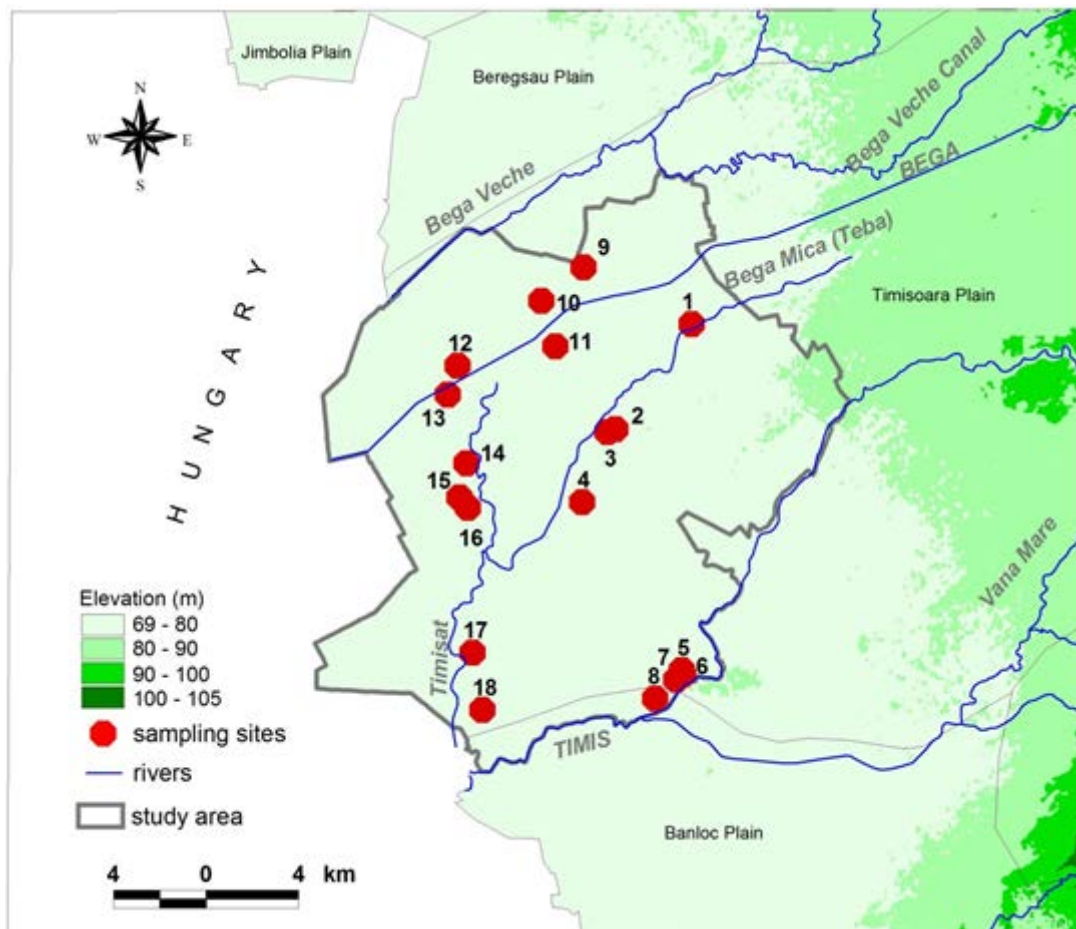 Jimbolia Plain
Beregsau Plain
N
W
E
S
Bega Veche Canal
BEGA
Bega Veche
Bega Mica (Teba)
Timisoara Plain
HUNGARY
9
10
1
11
12
13
2
3
14
15
4
16
Vana Mare
Elevation (m)
69 - 80
80 - 90
90 - 100
100 - 105
sampling sites
rivers
study area
Timisat
17
18
7
5
6
8
TIMIS
Banloc Plain
4 0 4 km